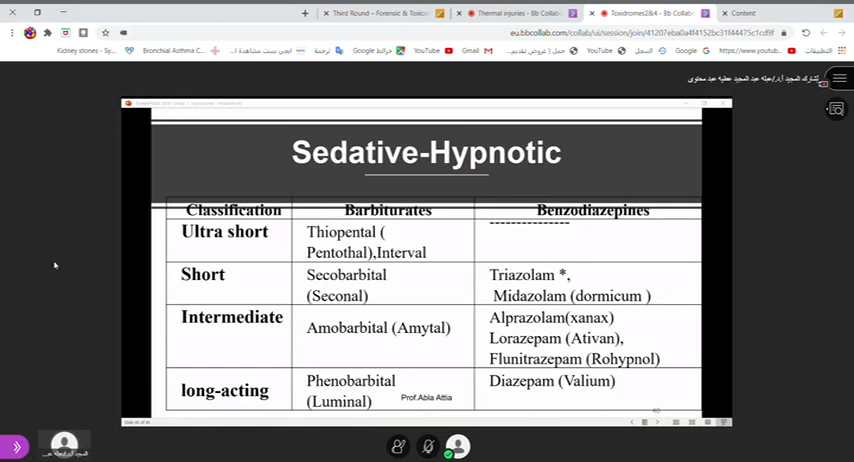 Third Round – Forensic & Toxico
Thermal injuries – Bb Collab
Toxidromes2&4 – Bb Collab
Content
eu.bbcollab.com/collab/ui/session/join/41207eba0a4f4152bc31f44475c1cd9f
Kidney stones - Sy...
Bronchial Asthma C...
ترجمة
خرائط Google
YouTube
Gmail
YouTube
السجل
Google
https://www.youtub...
التطبيقات
Sedative-Hypnotic
Classification Barbiturates Benzodiazepines
Ultra short Thiopental ( ---------------
Pentothal),Interval
Short Secobarbital Triazolam *,
(Seconal) Midazolam (dormicum )
Intermediate Amobarbital (Amytal) Alprazolam(xanax)
Lorazepam (Ativan),
Flunitrazepam (Rohypnol)
long-acting Phenobarbital Diazepam (Valium)
(Luminal) Prof.Abla Attia